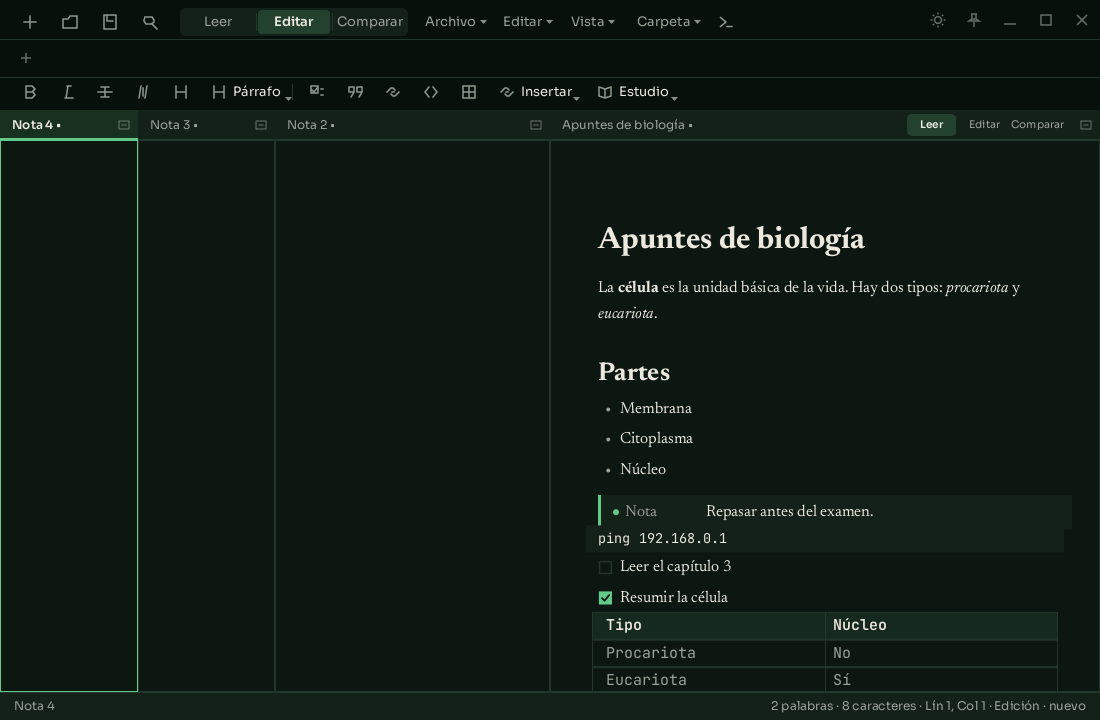 Leer Editar Comparar Archivo Editar Vista Carpeta
Párrafo Insertar Estudio
Nota 4 • Nota 3 • Nota 2 • Apuntes de biología • Leer Editar Comparar
Apuntes de biología
La célula es la unidad básica de la vida. Hay dos tipos: procariota y
eucariota.
Partes
• Membrana
• Citoplasma
• Núcleo
● Nota Repasar antes del examen.
ping 192.168.0.1
Leer el capítulo 3
Resumir la célula
Tipo Núcleo
Procariota No
Eucariota Sí
Nota 4 2 palabras · 8 caracteres · Lín 1, Col 1 · Edición · nuevo